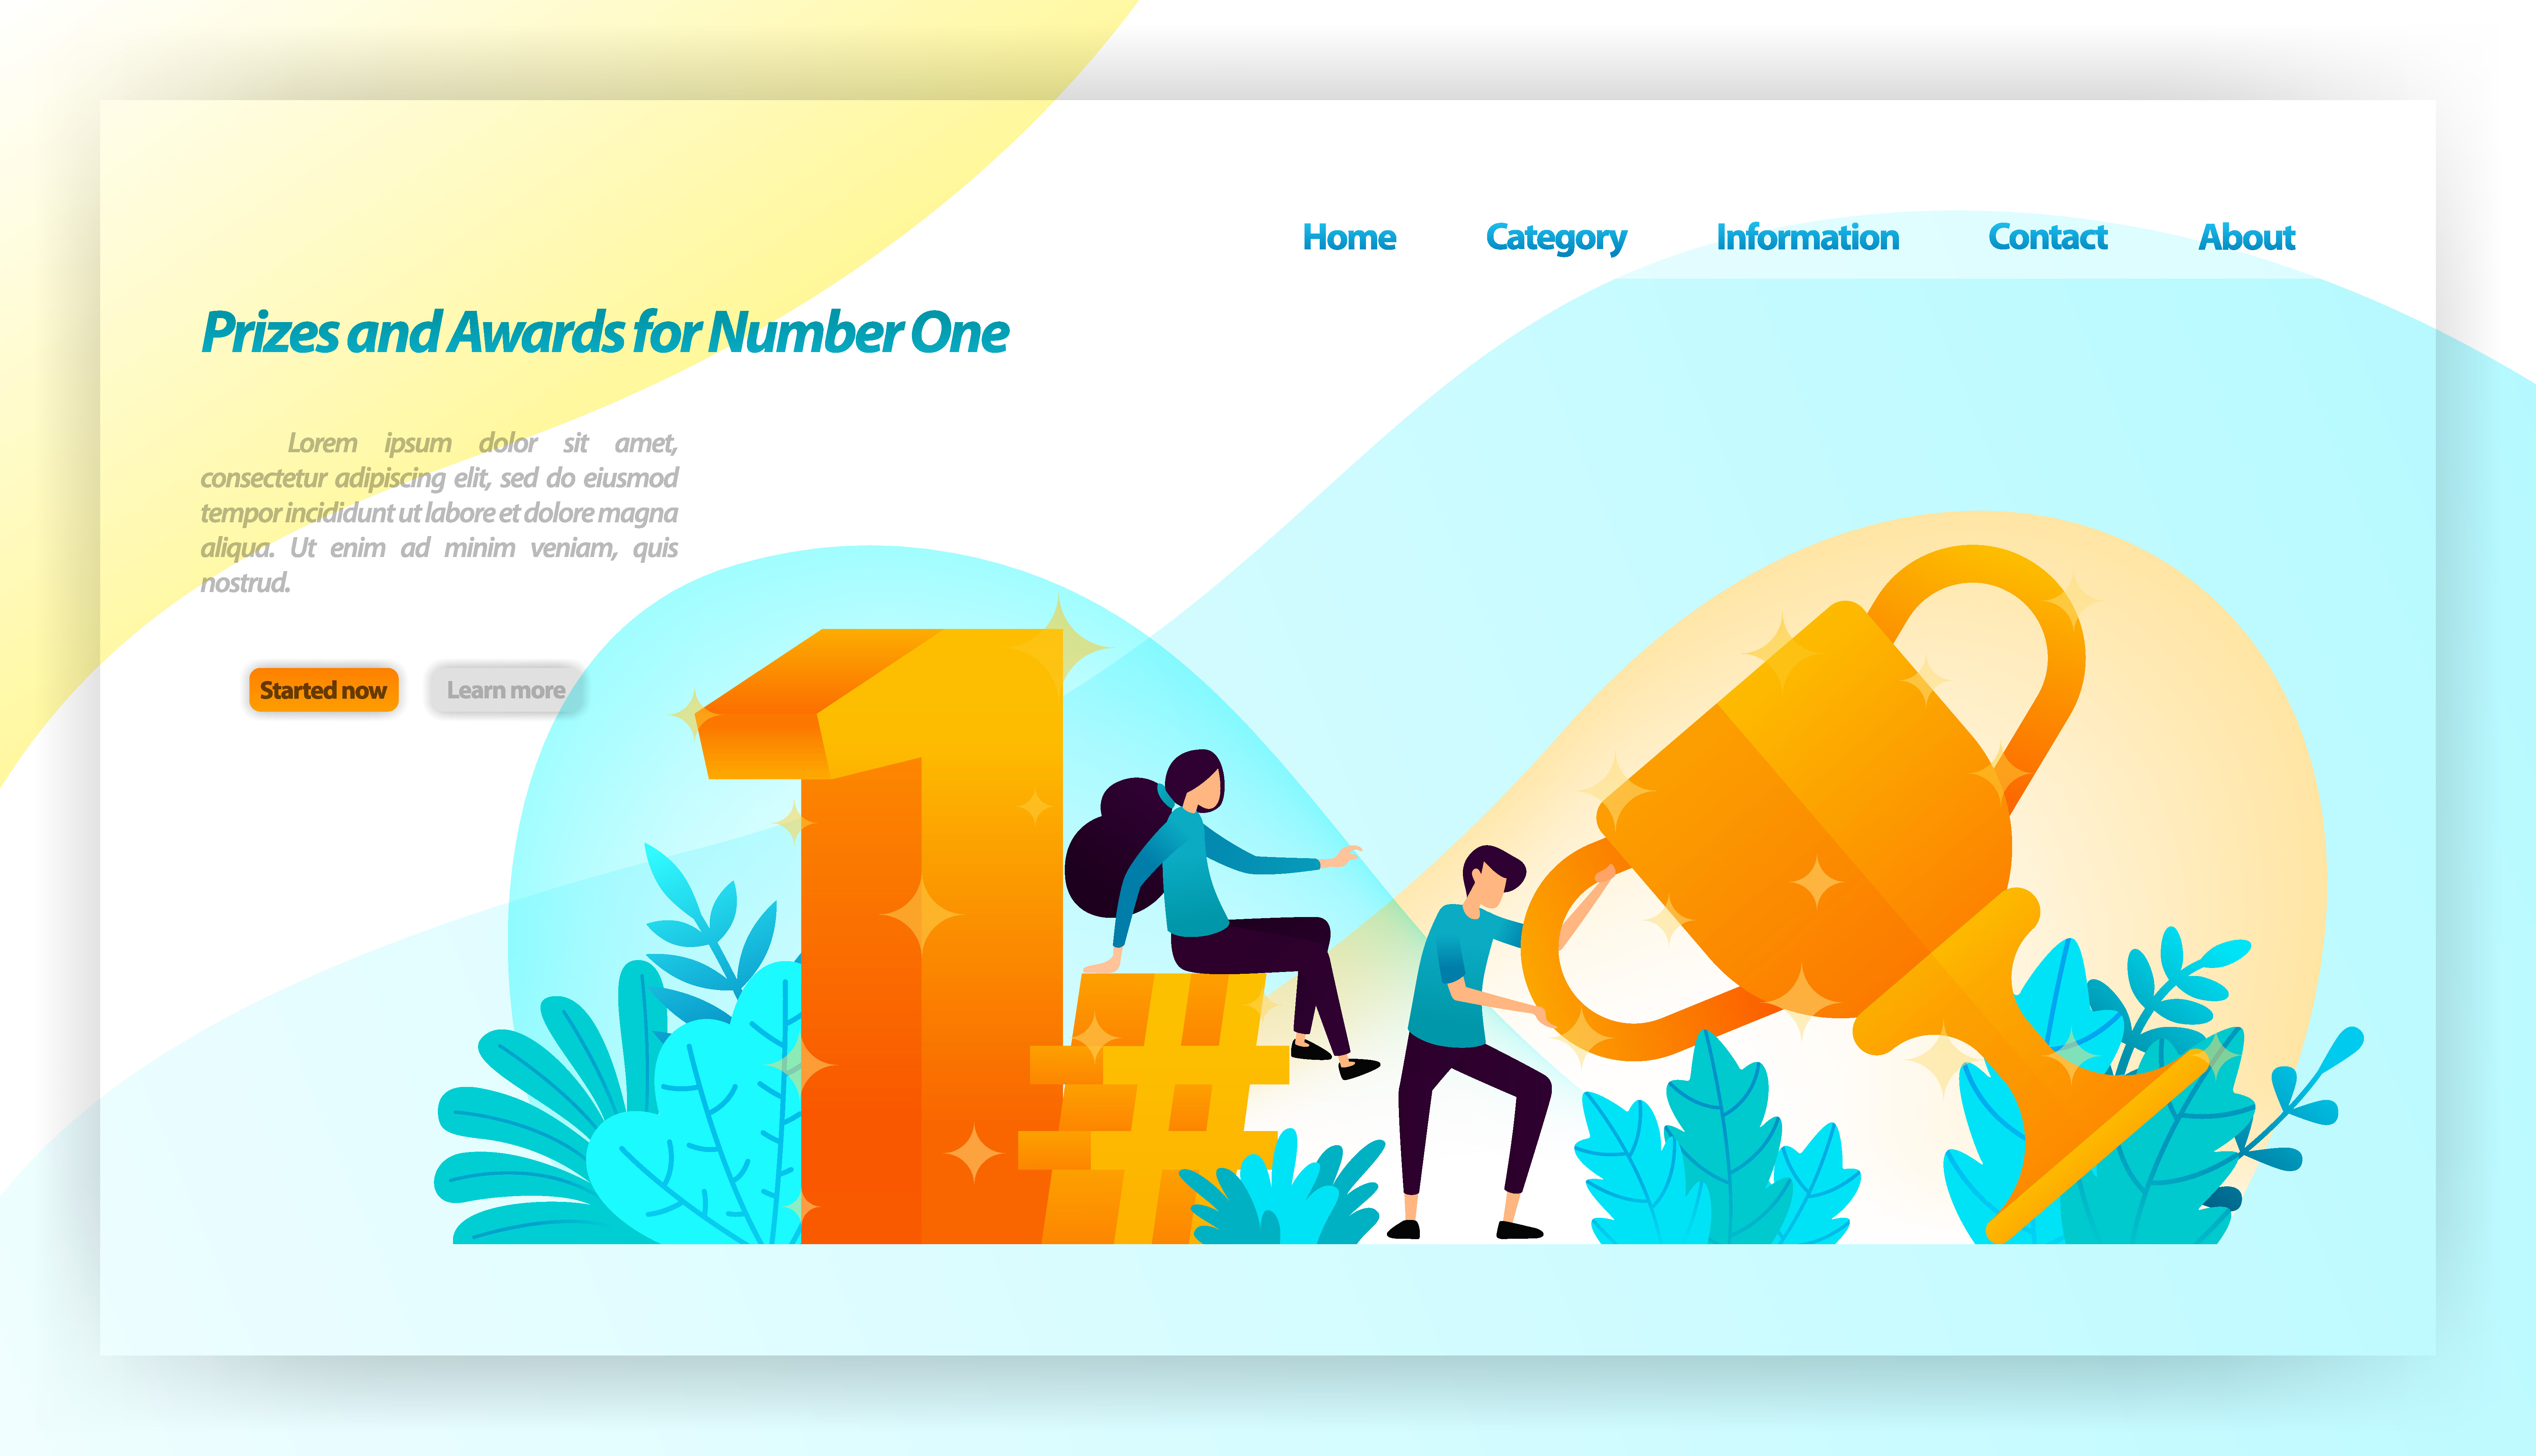 Home Category Information Contact About
Prizes and Awards for Number One
Lorem ipsum dolor sit amet,
consectetur adipiscing elit, sed do eiusmod
tempor incididunt ut labore et dolore magna
aliqua. Ut enim ad minim veniam, quis
nostrud.
Started now Learn more
1#